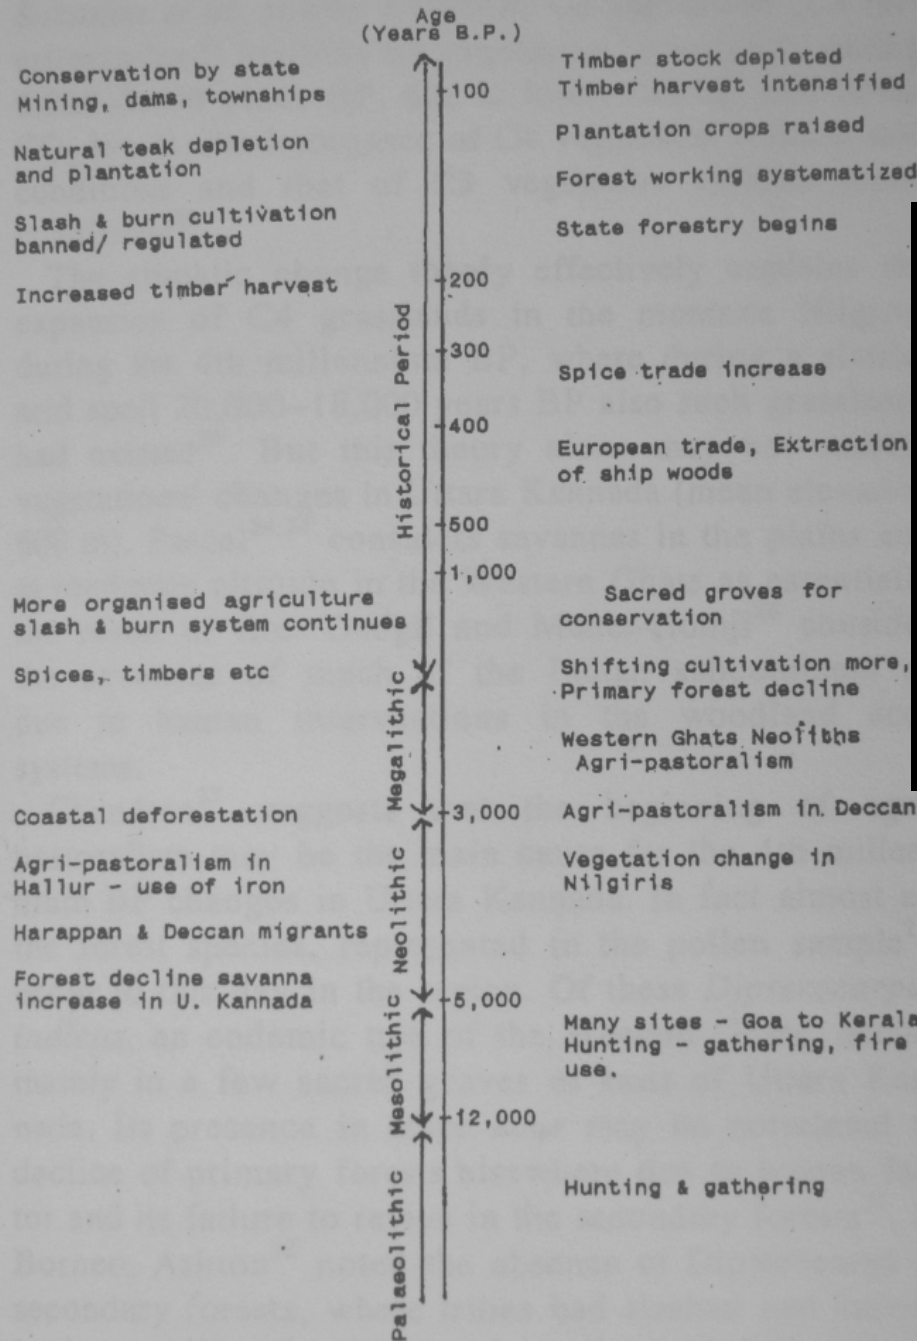 Age
(Years B.P.)
Conservation by state
Mining, dams, townships
Natural teak depletion
and plantation
Slash & burn cultivation
banned/ regulated
Increased timber harvest
More organised agriculture
slash & burn system continues
Spices, timbers etc
Coastal deforestation
Agri-pastoralism in
Hallur - use of iron
Harappan & Deccan migrants
Forest decline savanna
increase in U. Kannada
Historical Period
Megalithic
Neolithic
Mesolithic
Palaeolithic
100
200
300
400
500
1,000
3,000
5,000
12,000
Timber stock depleted
Timber harvest intensified
Plantation crops raised
Forest working systematized
State forestry begins
Spice trade increase
European trade, Extraction
of ship woods
Sacred groves for
conservation
Shifting cultivation more,
Primary forest decline
Western Ghats Neoliths
Agri-pastoralism
Agri-pastoralism in Deccan
Vegetation change in
Nilgiris
Many sites - Goa to Kerala
Hunting - gathering, fire
use.
Hunting & gathering